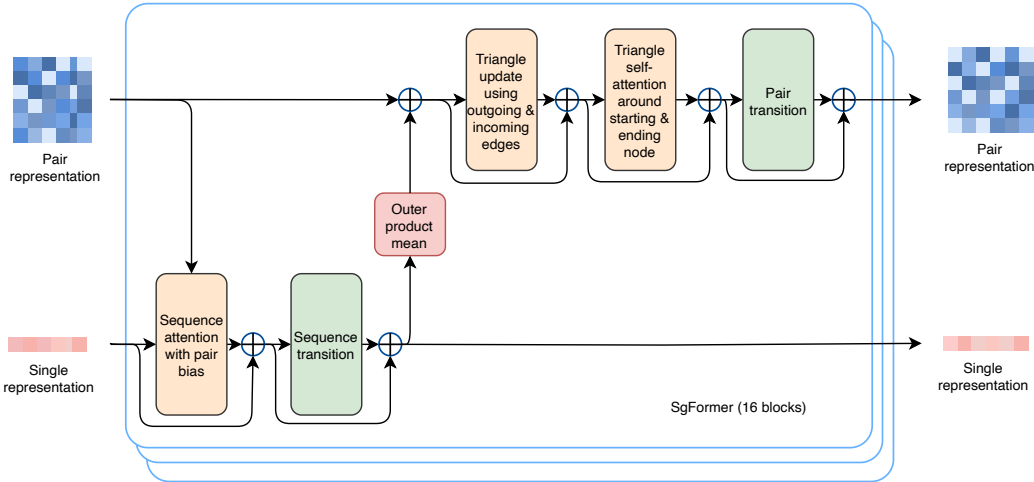 Pair
representation
Triangle
update
using
outgoing &
incoming
edges
Triangle
self-
attention
around
starting &
ending
node
Pair
transition
Pair
representation
Outer
product
mean
Single
representation
Sequence
attention
with pair
bias
Sequence
transition
Single
representation
SgFormer (16 blocks)